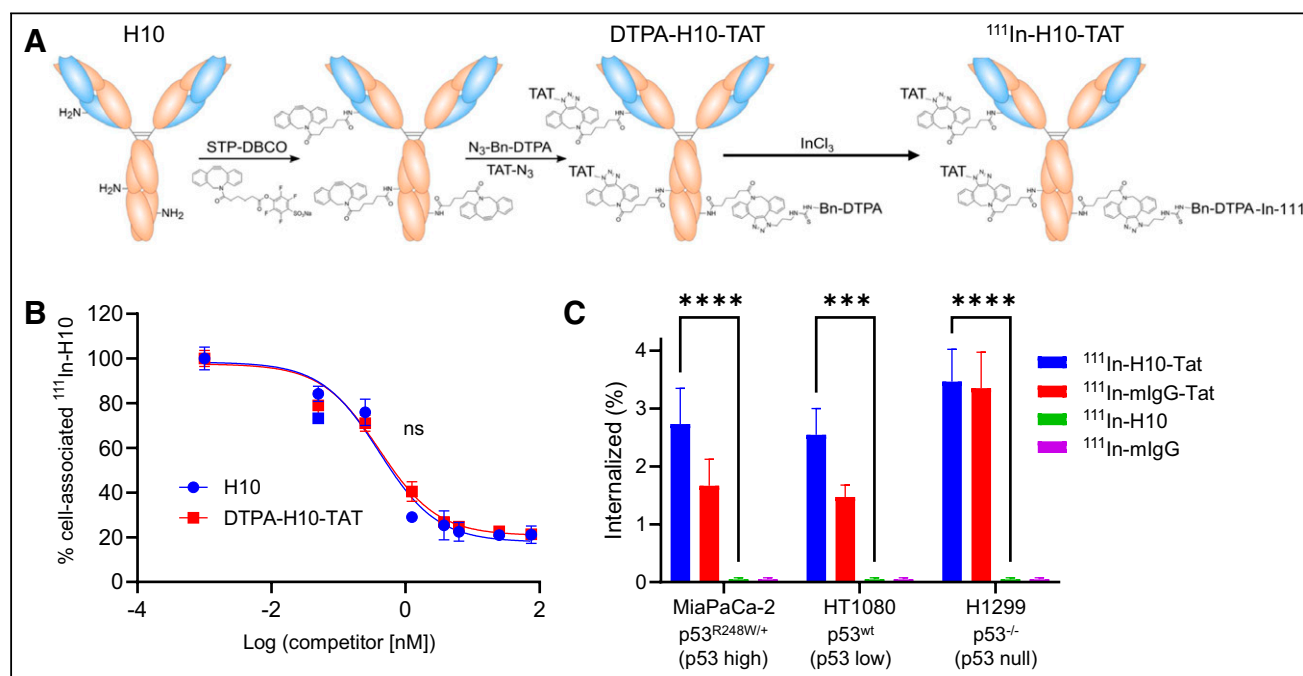 A
H10
DTPA-H10-TAT
¹¹¹In-H10-TAT
H₂N
H₂N
NH₂
STP-DBCO
N₃-Bn-DTPA
TAT-N₃
InCl₃
TAT
TAT
Bn-DTPA
TAT
TAT
Bn-DTPA-In-111
B
% cell-associated ¹¹¹In-H10
120
100
80
60
40
20
0
ns
H10
DTPA-H10-TAT
-4
-2
0
2
Log (competitor [nM])
C
Internalized (%)
4
3
2
1
0
****
***
****
¹¹¹In-H10-Tat
¹¹¹In-mIgG-Tat
¹¹¹In-H10
¹¹¹In-mIgG
MiaPaCa-2
p53ᴿ²⁴⁸ᵂ/⁺
(p53 high)
HT1080
p53ʷᵗ
(p53 low)
H1299
p53⁻/⁻
(p53 null)